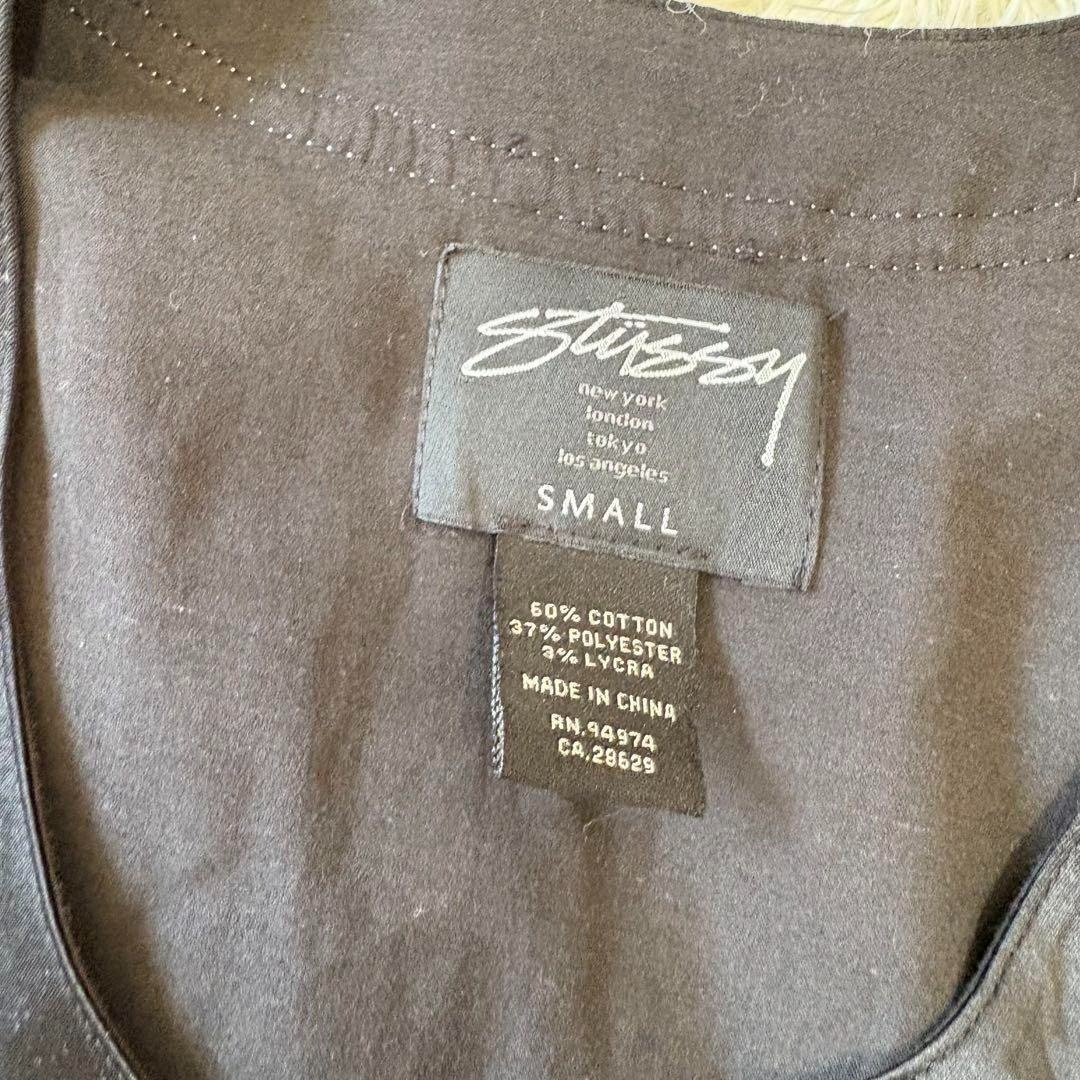 stüssy
new york
london
tokyo
los angeles
SMALL
60% COTTON
37% POLYESTER
3% LYCRA
MADE IN CHINA
RN.94974
CA.28629